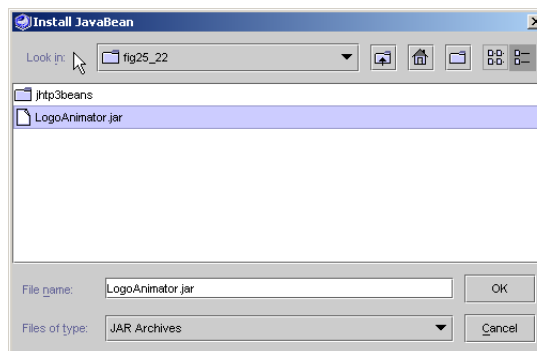 Install JavaBean
Look in: fig25_22
jhtp3beans
LogoAnimator.jar
File name: LogoAnimator.jar OK
Files of type: JAR Archives Cancel